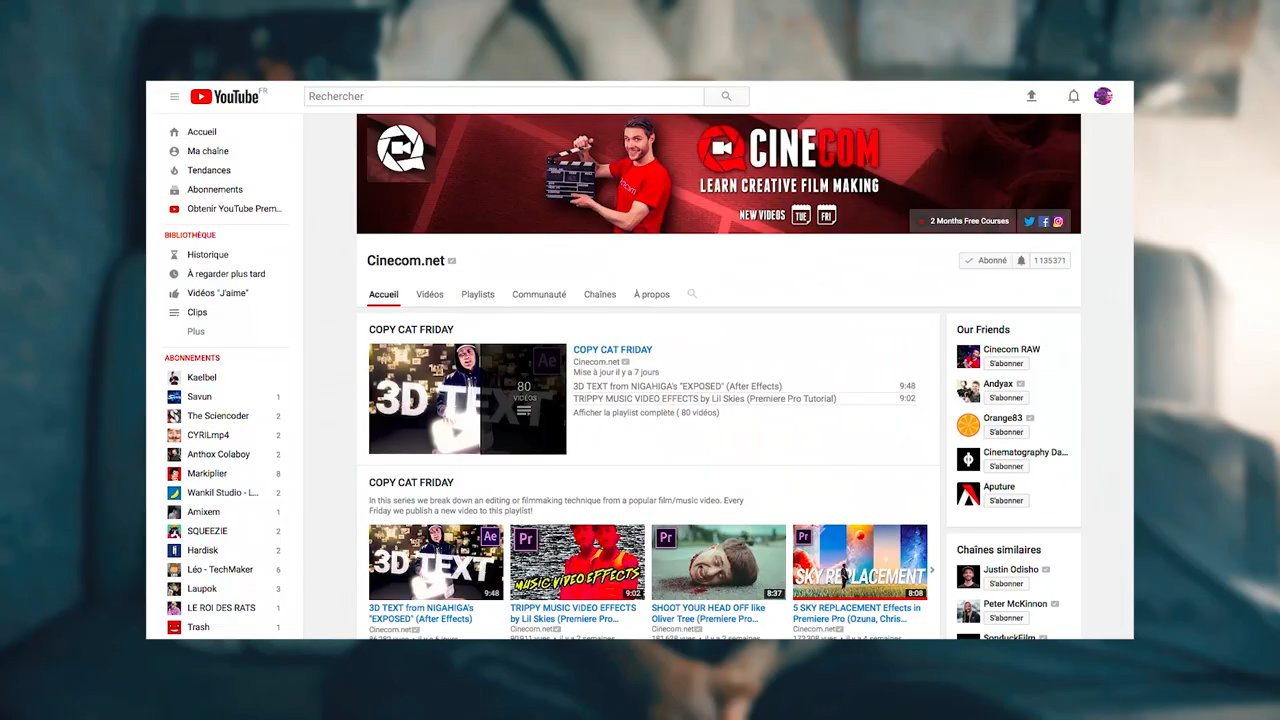 YouTube FR
Rechercher
Accueil
Ma chaîne
Tendances
Abonnements
Obtenir YouTube Prem...
BIBLIOTHÈQUE
Historique
À regarder plus tard
Vidéos "J'aime"
Clips
Plus
ABONNEMENTS
Kaelbel
Savun 1
The Sciencoder 2
CYRILmp4 2
Anthox Colaboy 2
Markiplier 8
Wankil Studio - L... 2
Amixem 1
SQUEEZIE 2
Hardisk 2
Léo - TechMaker 6
Laupok 3
LE ROI DES RATS 1
Trash 1
CINECOM
LEARN CREATIVE FILM MAKING
NEW VIDEOS TUE FRI
2 Months Free Courses
Cinecom.net
Abonné 1 135 371
Accueil Vidéos Playlists Communauté Chaînes À propos
COPY CAT FRIDAY
3D TEXT
Ae
80
VIDÉOS
COPY CAT FRIDAY
Cinecom.net
Mise à jour il y a 7 jours
3D TEXT from NIGAHIGA's "EXPOSED" (After Effects) 9:48
TRIPPY MUSIC VIDEO EFFECTS by Lil Skies (Premiere Pro Tutorial) 9:02
Afficher la playlist complète ( 80 vidéos)
COPY CAT FRIDAY
In this series we break down an editing or filmmaking technique from a popular film/music video. Every
Friday we publish a new video to this playlist!
Ae
3D TEXT
9:48
3D TEXT from NIGAHIGA's
"EXPOSED" (After Effects)
Cinecom.net
Pr
MUSIC VIDEO EFFECTS
9:02
TRIPPY MUSIC VIDEO EFFECTS
by Lil Skies (Premiere Pro...
Cinecom.net
Pr
8:37
SHOOT YOUR HEAD OFF like
Oliver Tree (Premiere Pro...
Cinecom.net
Pr
SKY REPLACEMENT
8:08
5 SKY REPLACEMENT Effects in
Premiere Pro (Ozuna, Chris...
Cinecom.net
Our Friends
Cinecom RAW
S'abonner
Andyax
S'abonner
Orange83
S'abonner
Cinematography Da...
S'abonner
Aputure
S'abonner
Chaînes similaires
Justin Odisho
S'abonner
Peter McKinnon
S'abonner
SonduckFilm